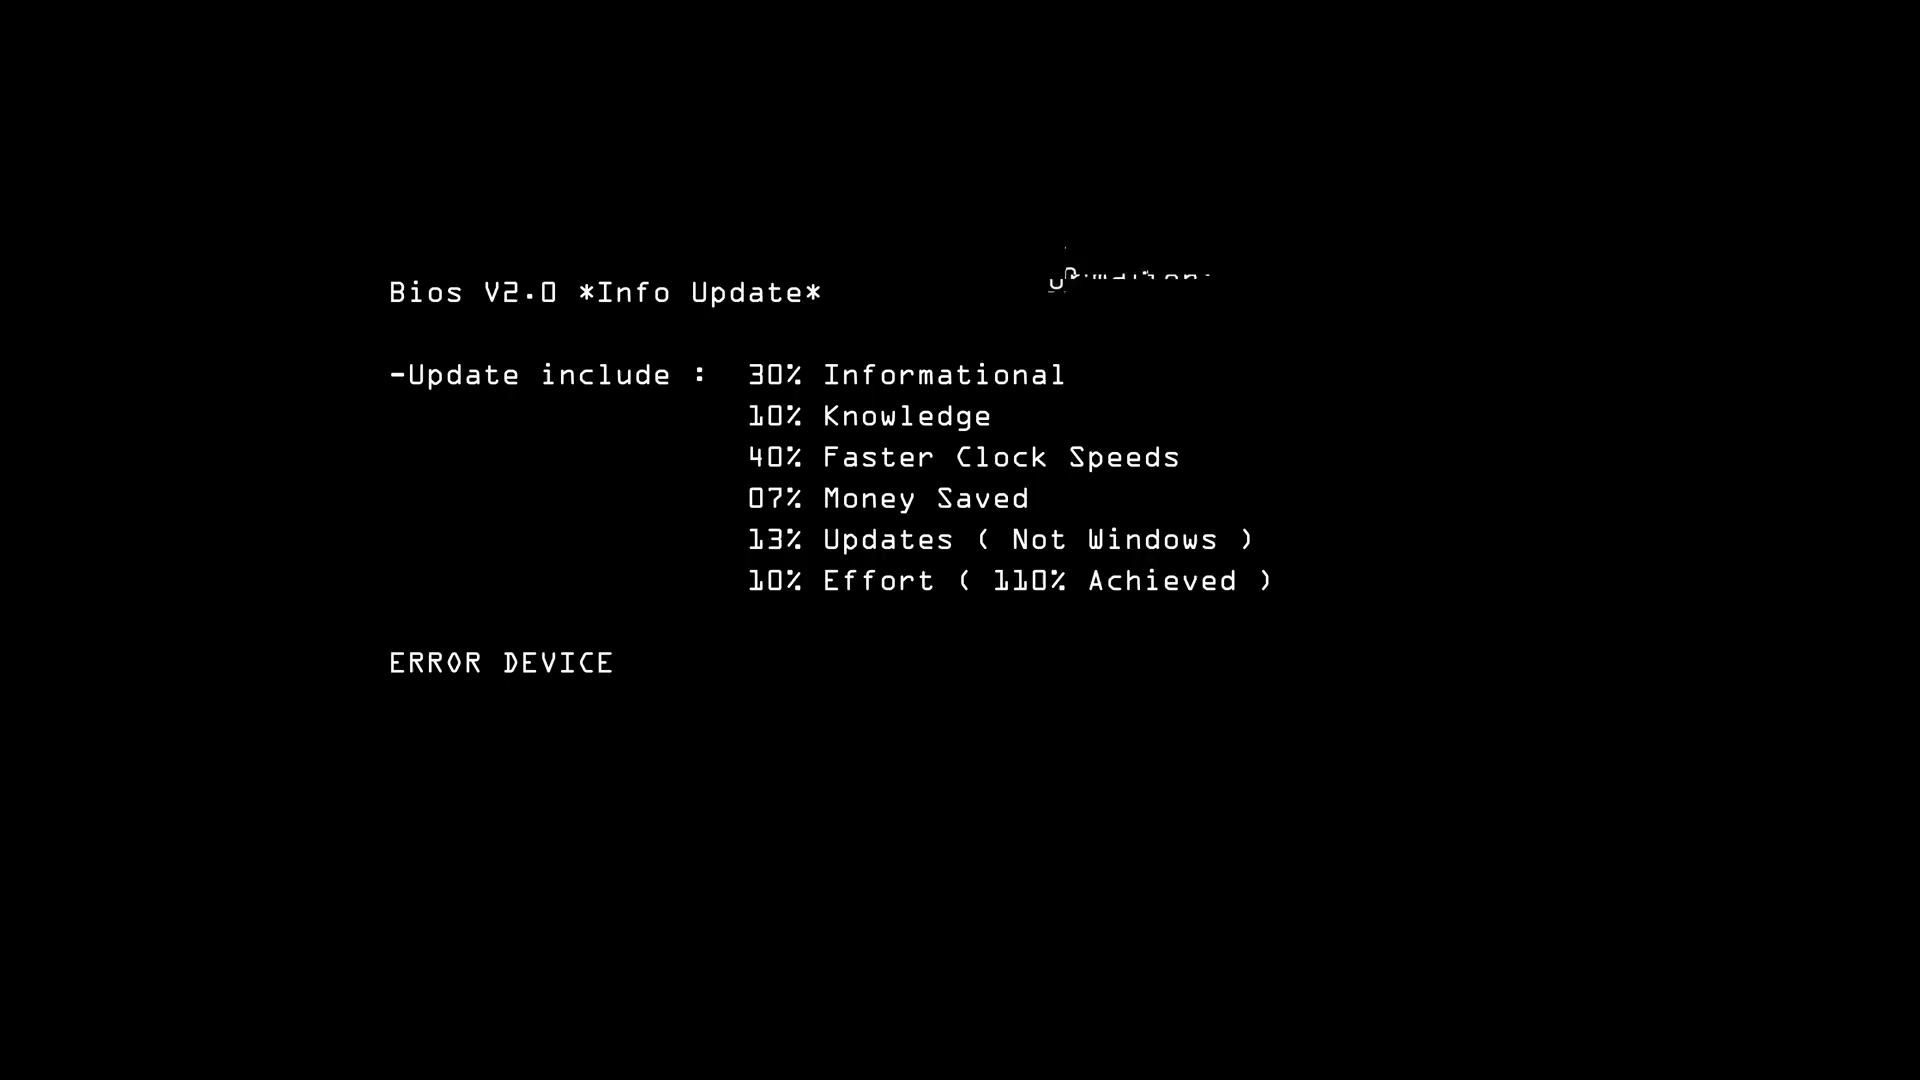 Bios V2.0 *Info Update*
-Update include : 30% Informational
10% Knowledge
40% Faster Clock Speeds
07% Money Saved
13% Updates ( Not Windows )
10% Effort ( 110% Achieved )
ERROR DEVICE